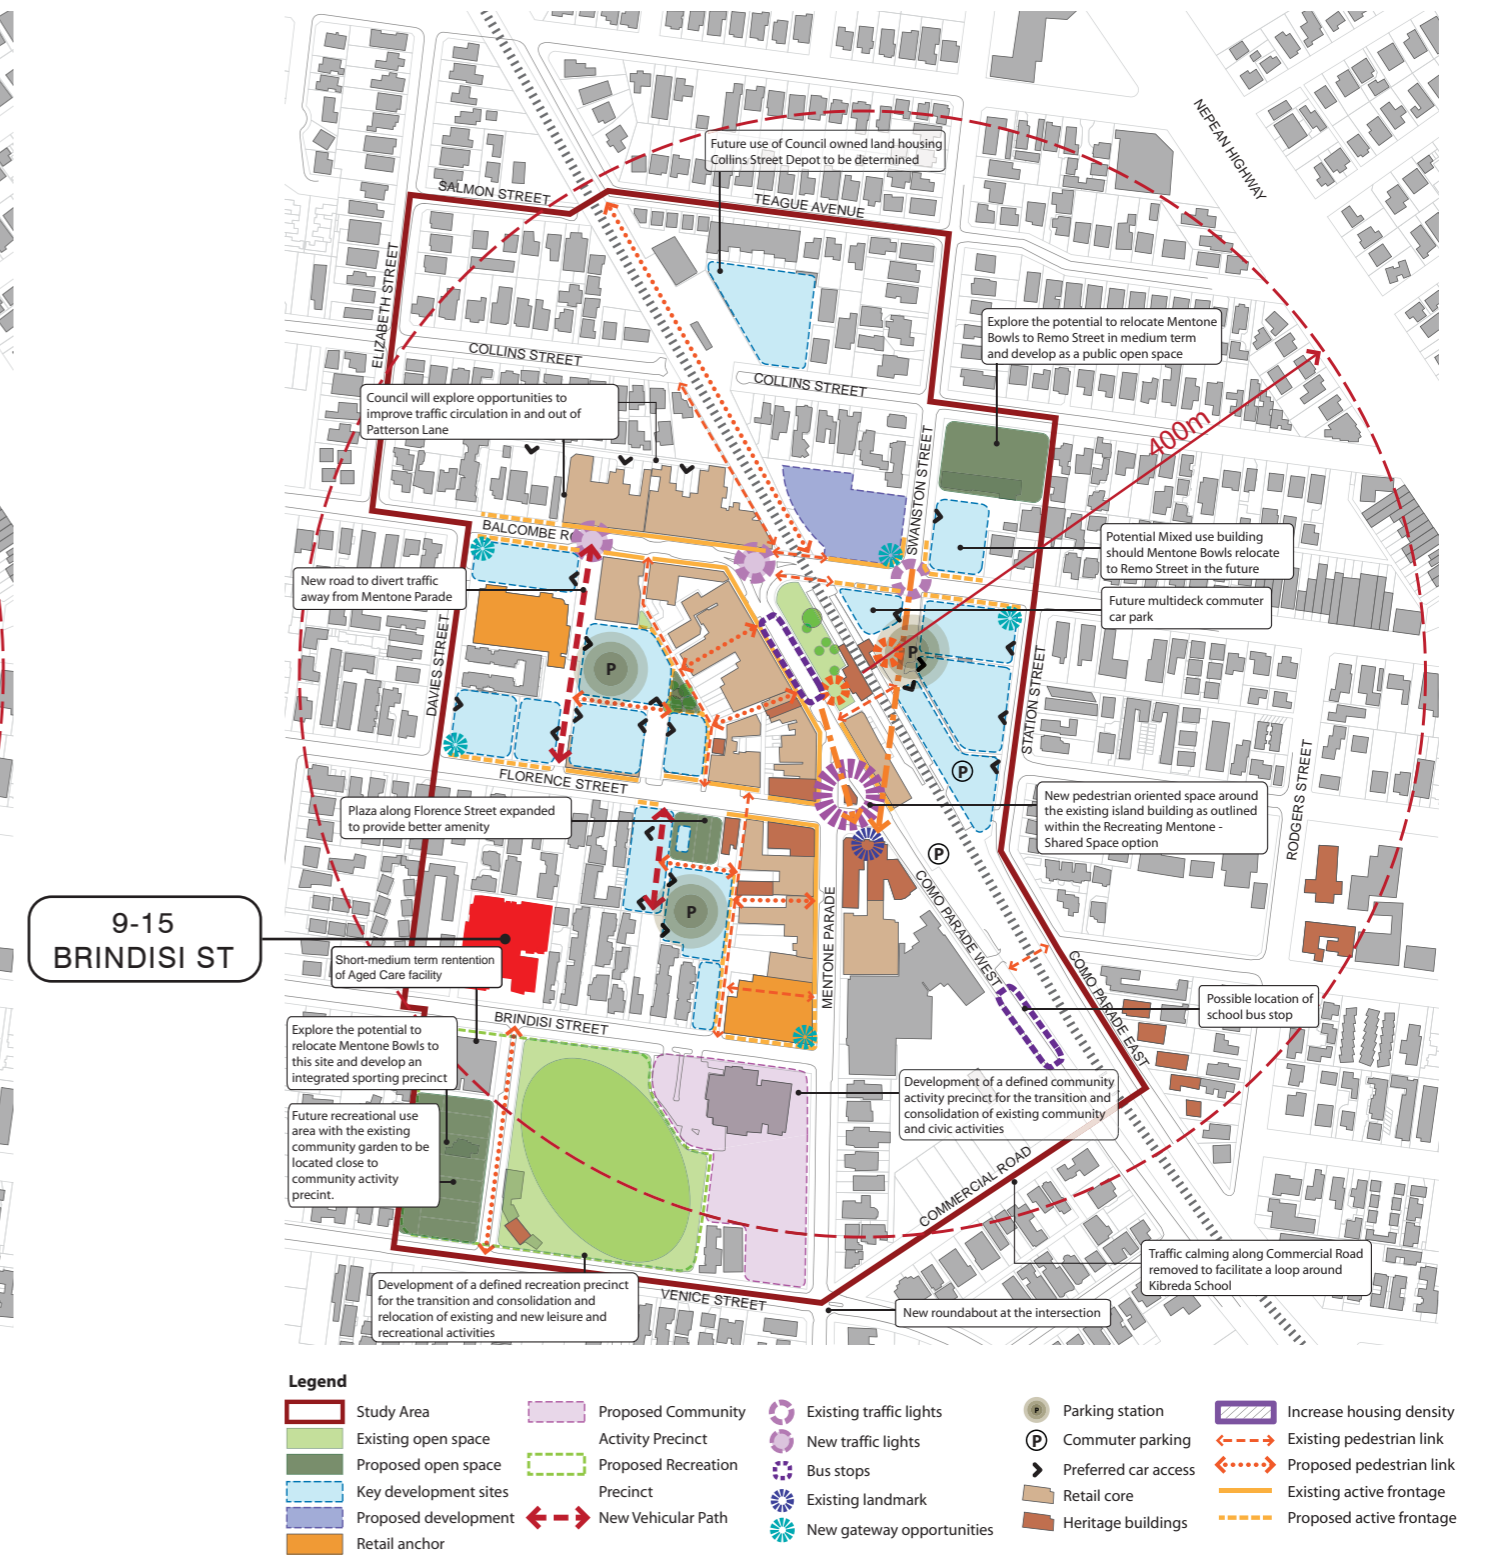 NEPEAN HIGHWAY
Future use of Council owned land housing
Collins Street Depot to be determined
SALMON STREET
TEAGUE AVENUE
ELIZABETH STREET
Explore the potential to relocate Mentone
Bowls to Remo Street in medium term
and develop as a public open space
COLLINS STREET
COLLINS STREET
Council will explore opportunities to
improve traffic circulation in and out of
Patterson Lane
400m
SWANSTON STREET
BALCOMBE R
Potential Mixed use building
should Mentone Bowls relocate
to Remo Street in the future
New road to divert traffic
away from Mentone Parade
Future multideck commuter
car park
DAVIES STREET
P
P
STATION STREET
P
FLORENCE STREET
RODGERS STREET
Plaza along Florence Street expanded
to provide better amenity
New pedestrian oriented space around
the existing island building as outlined
within the Recreating Mentone -
Shared Space option
P
P
MENTONE PARADE
COMO PARADE WEST
9-15
BRINDISI ST
Short-medium term rentention
of Aged Care facility
COMO PARADE EAST
Possible location of
school bus stop
BRINDISI STREET
Explore the potential to
relocate Mentone Bowls to
this site and develop an
integrated sporting precinct
Development of a defined community
activity precinct for the transition and
consolidation of existing community
and civic activities
Future recreational use
area with the existing
community garden to be
located close to
community activity
precint.
COMMERCIAL ROAD
Traffic calming along Commercial Road
removed to facilitate a loop around
Kibreda School
Development of a defined recreation precinct
for the transition and consolidation and
relocation of existing and new leisure and
recreational activities
VENICE STREET
New roundabout at the intersection
Legend
Study Area
Existing open space
Proposed open space
Key development sites
Proposed development
Retail anchor
Proposed Community
Activity Precinct
Proposed Recreation
Precinct
New Vehicular Path
Existing traffic lights
New traffic lights
Bus stops
Existing landmark
New gateway opportunities
P
Parking station
P
Commuter parking
Preferred car access
Retail core
Heritage buildings
Increase housing density
Existing pedestrian link
Proposed pedestrian link
Existing active frontage
Proposed active frontage